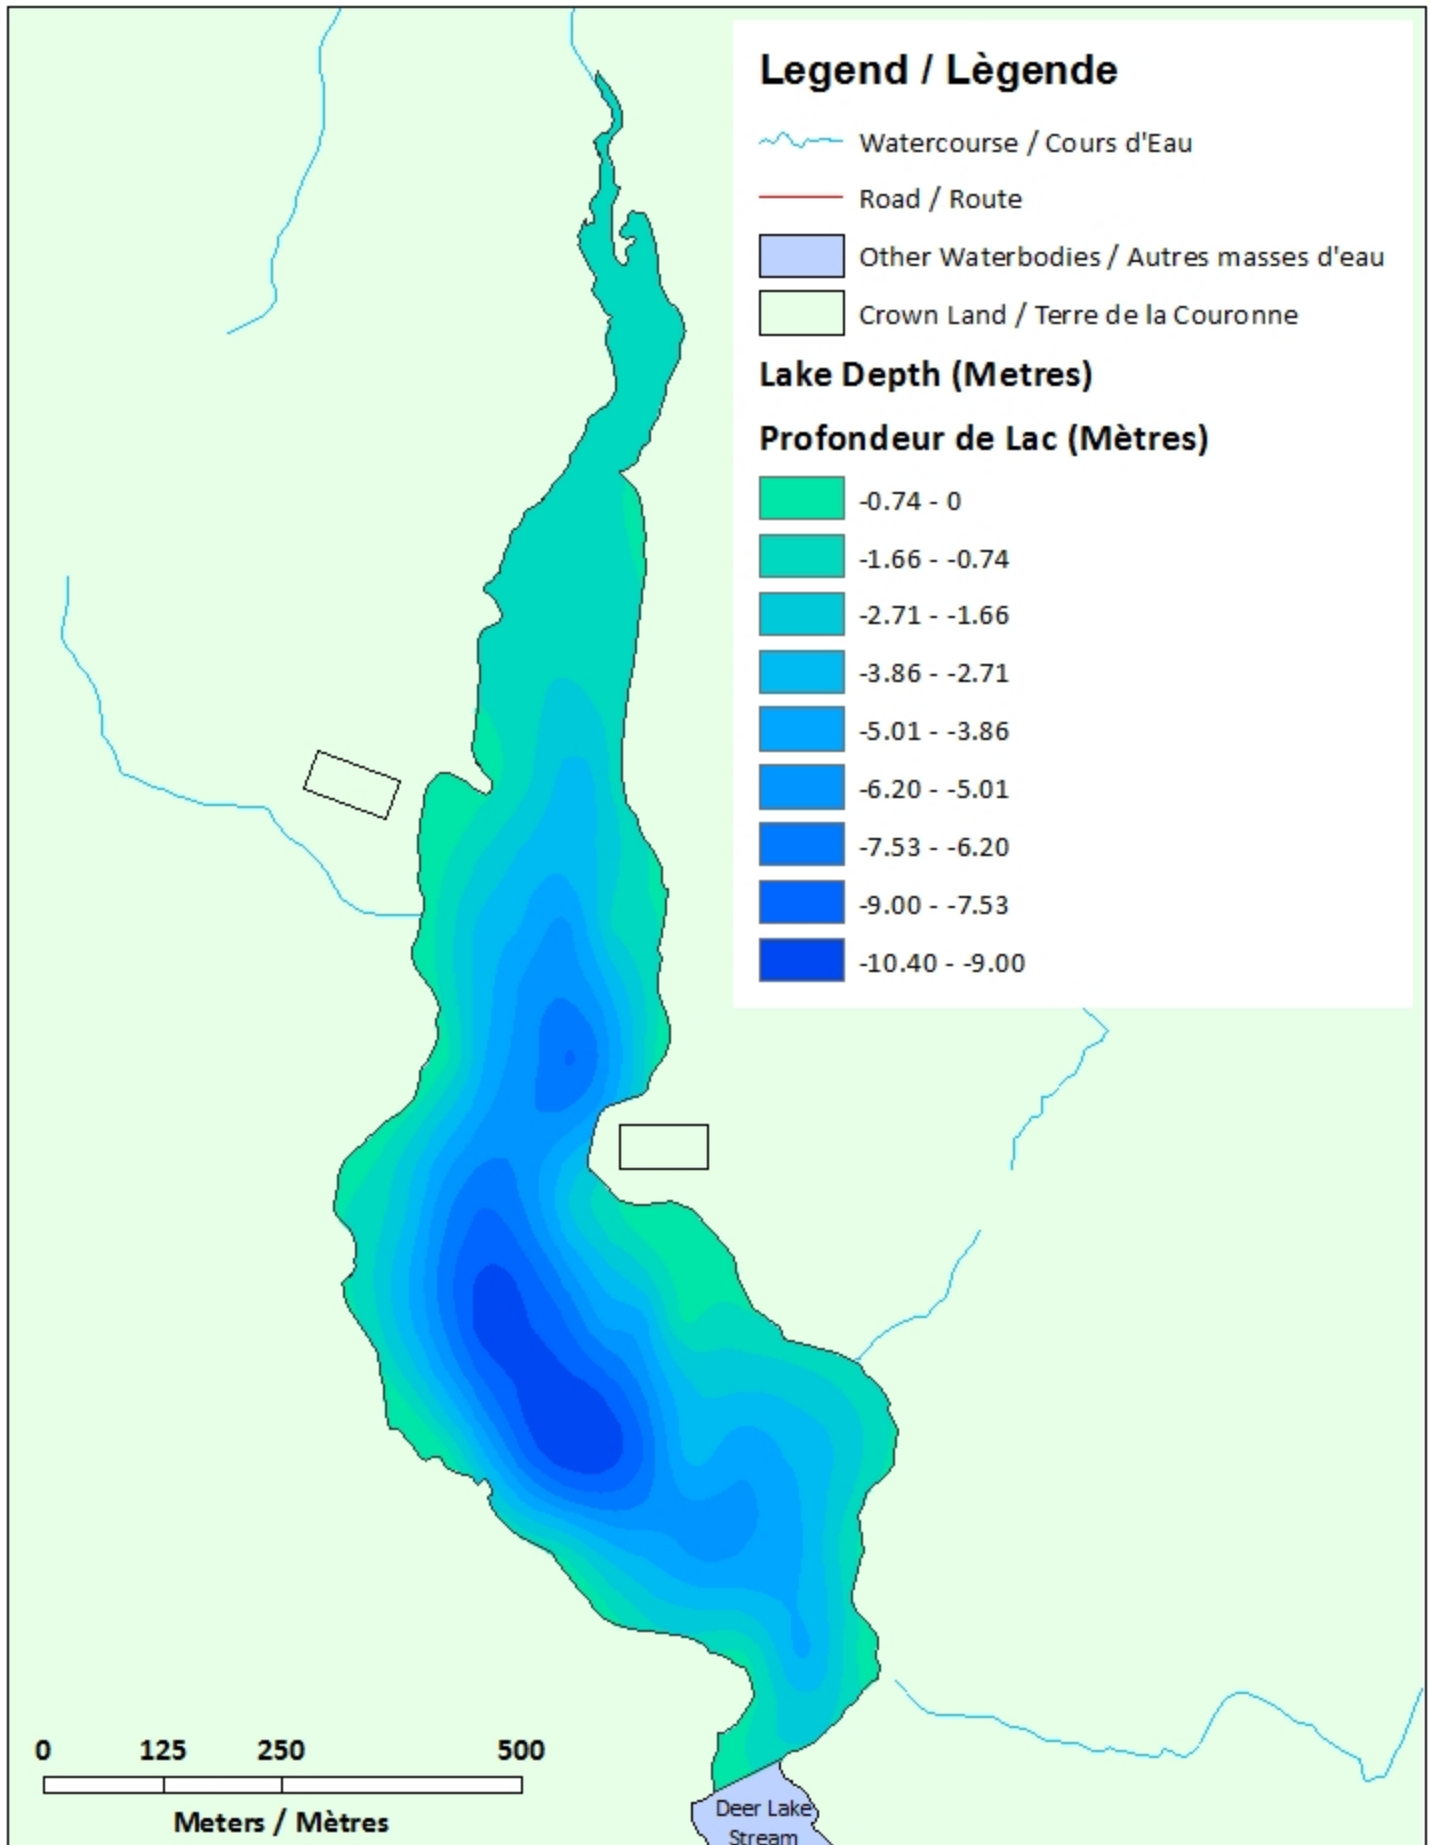 Legend / Lègende
Watercourse / Cours d'Eau
Road / Route
Other Waterbodies / Autres masses d'eau
Crown Land / Terre de la Couronne
Lake Depth (Metres)
Profondeur de Lac (Mètres)
-0.74 - 0
-1.66 - -0.74
-2.71 - -1.66
-3.86 - -2.71
-5.01 - -3.86
-6.20 - -5.01
-7.53 - -6.20
-9.00 - -7.53
-10.40 - -9.00
0 125 250 500
Meters / Mètres
Deer Lake
Stream